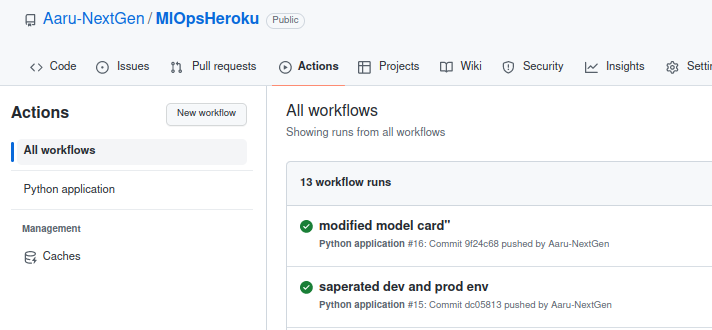 Aaru-NextGen / MlOpsHeroku Public
Code Issues Pull requests Actions Projects Wiki Security Insights
Actions
New workflow
All workflows
Python application
Management
Caches
All workflows
Showing runs from all workflows
13 workflow runs
modified model card"
Python application #16: Commit 9f24c68 pushed by Aaru-NextGen
saperated dev and prod env
Python application #15: Commit dc05813 pushed by Aaru-NextGen